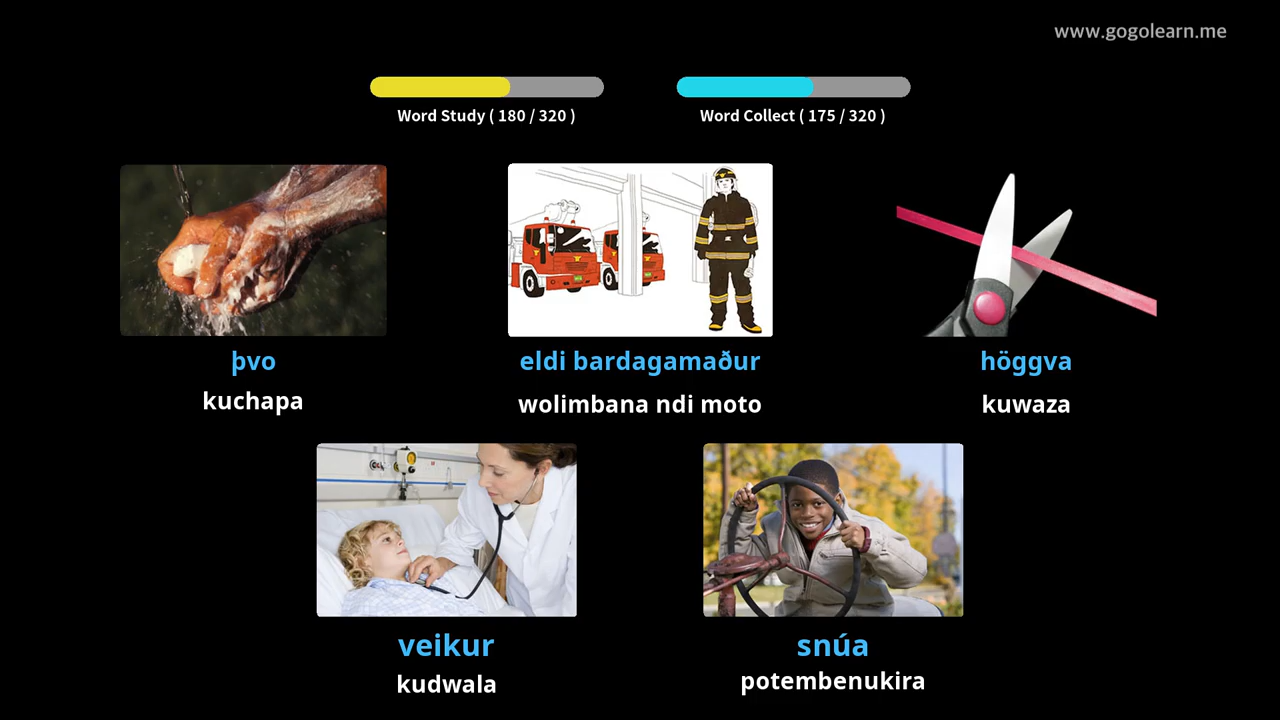 www.gogolearn.me
Word Study ( 180 / 320 )
Word Collect ( 175 / 320 )
þvo
kuchapa
eldi bardagamaður
wolimbana ndi moto
höggva
kuwaza
veikur
kudwala
snúa
potembenukira